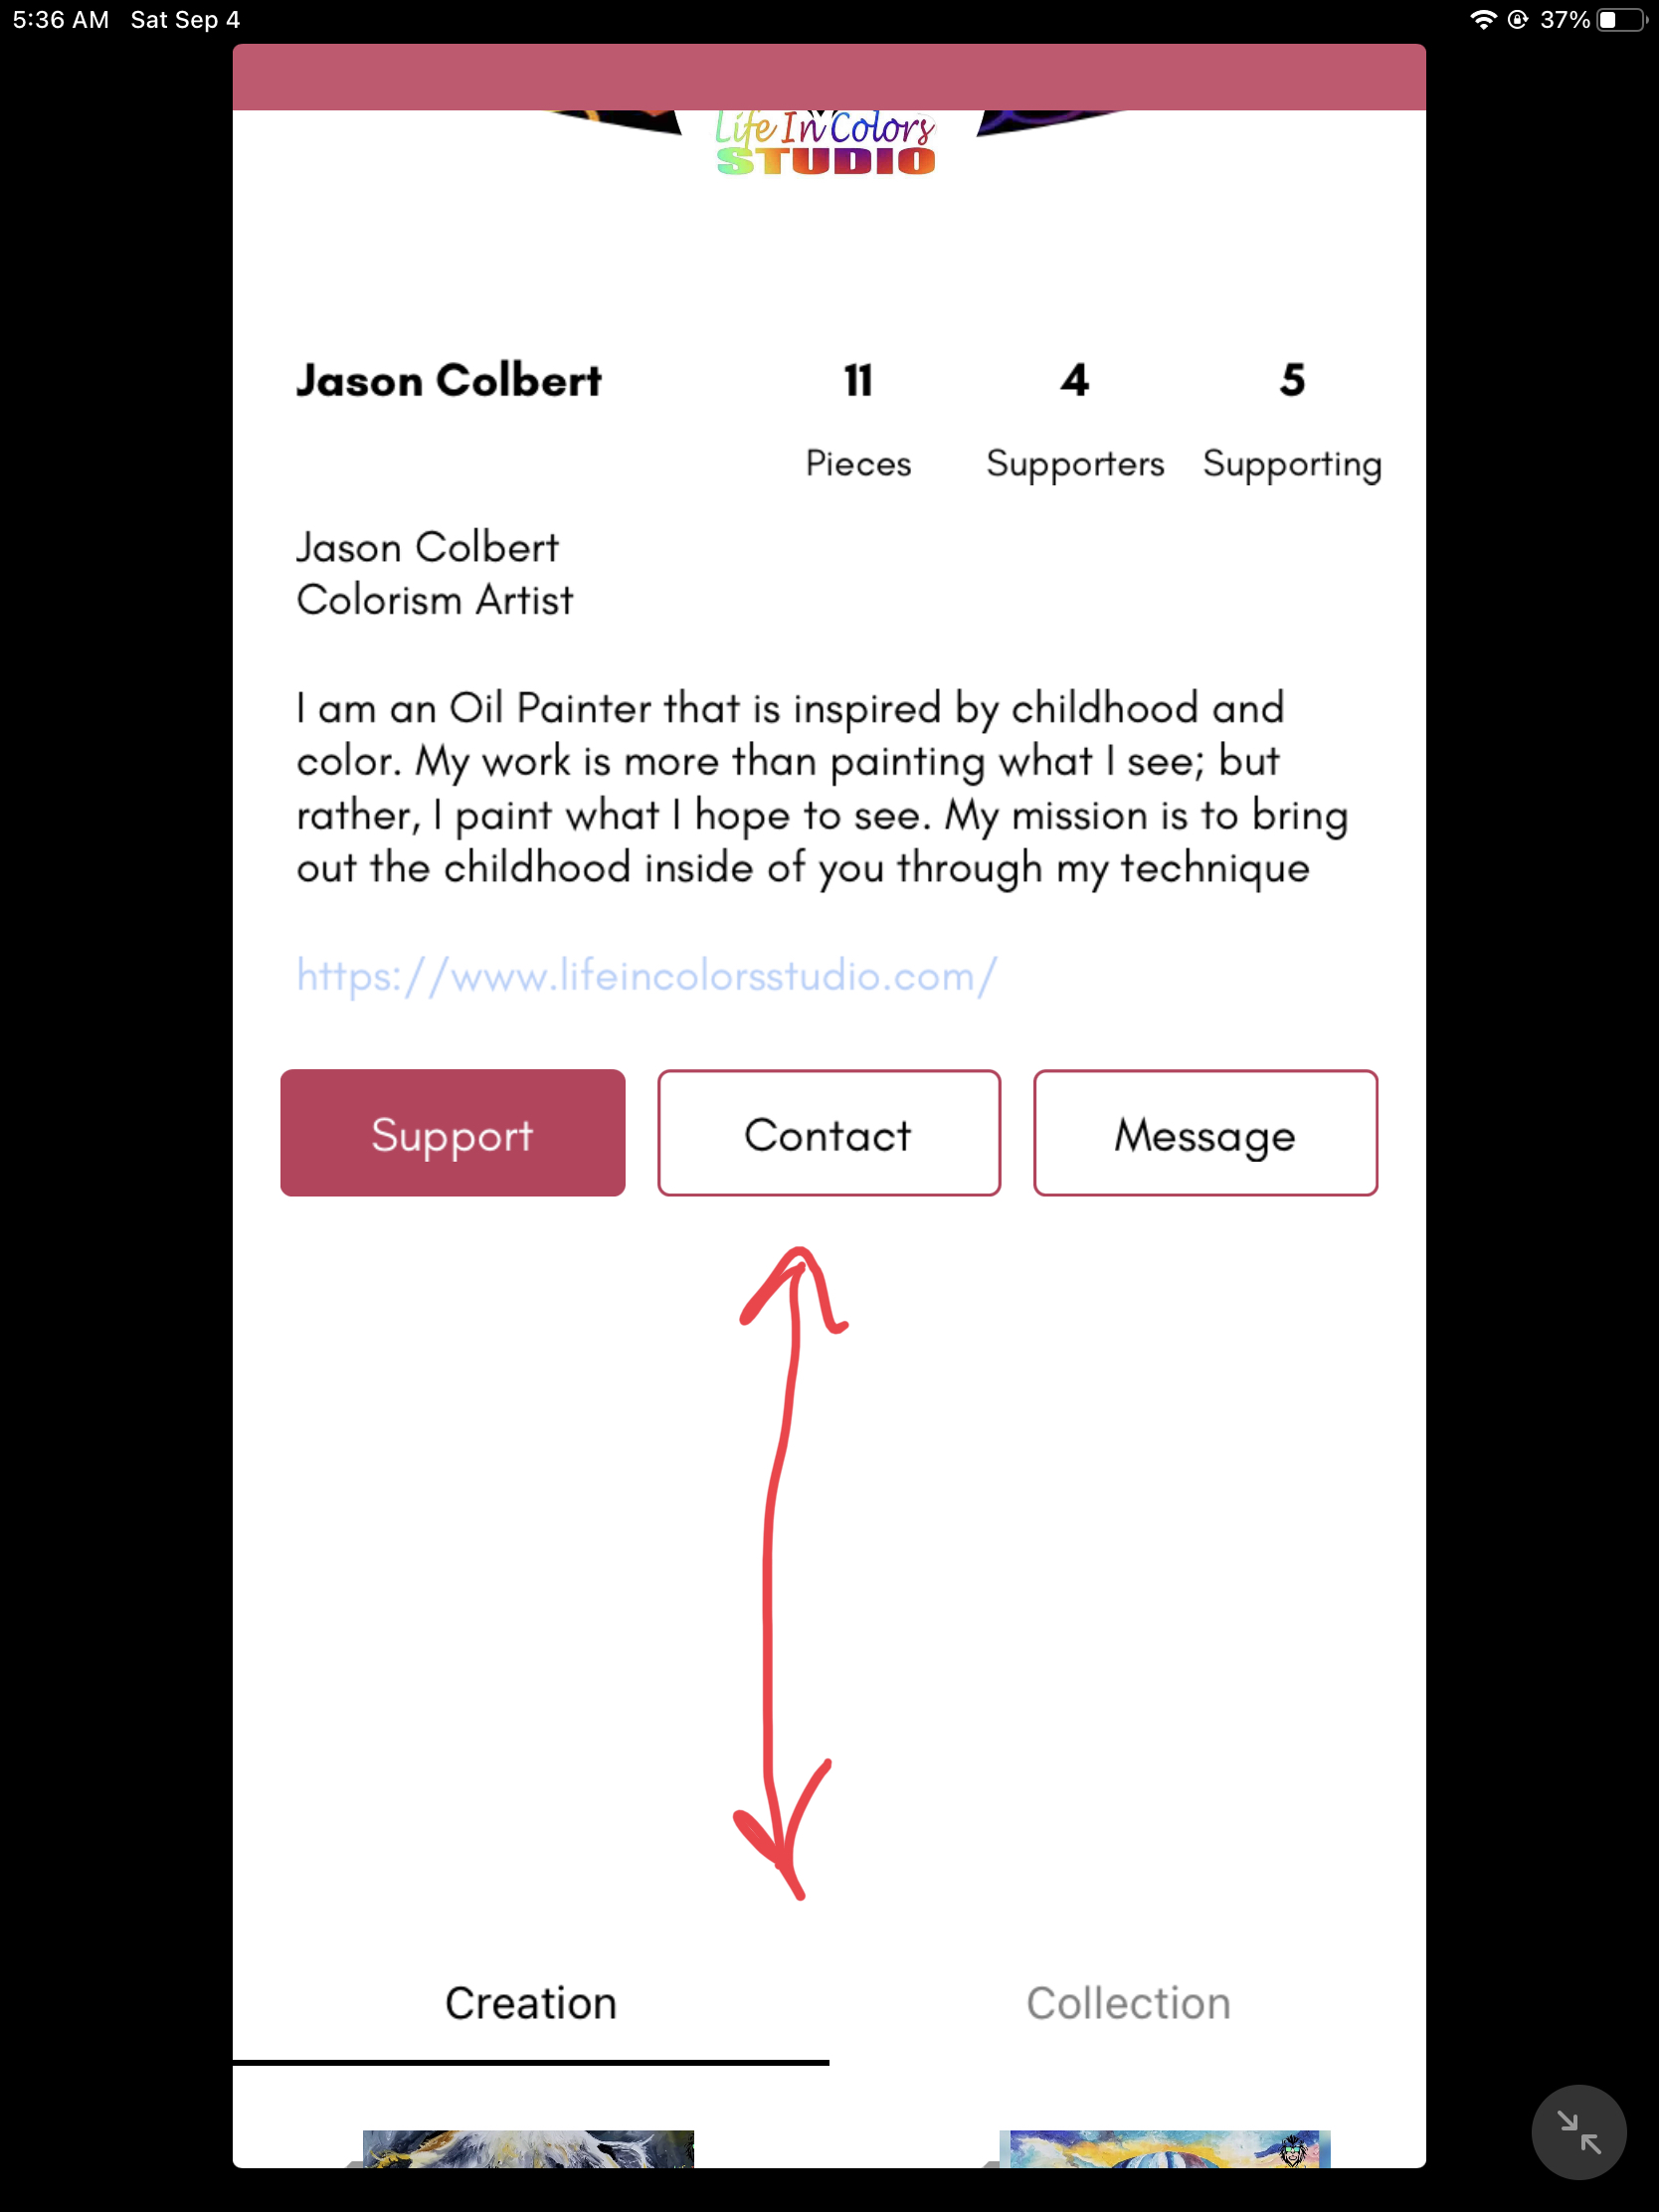 5:36 AM Sat Sep 4 37%
Life In Colors
STUDIO
Jason Colbert 11 4 5
Pieces Supporters Supporting
Jason Colbert
Colorism Artist
I am an Oil Painter that is inspired by childhood and
color. My work is more than painting what I see; but
rather, I paint what I hope to see. My mission is to bring
out the childhood inside of you through my technique
https://www.lifeincolorsstudio.com/
Support Contact Message
Creation Collection